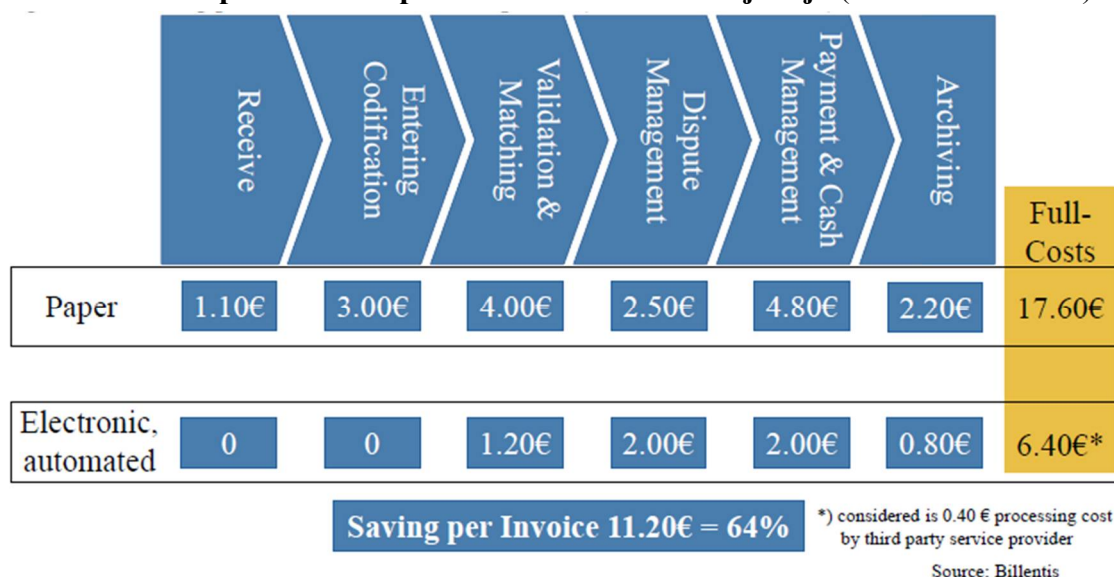 Receive
Entering
Codification
Validation &
Matching
Dispute
Management
Payment & Cash
Management
Archiving
Full-
Costs
Paper 1.10€ 3.00€ 4.00€ 2.50€ 4.80€ 2.20€ 17.60€
Electronic,
automated 0 0 1.20€ 2.00€ 2.00€ 0.80€ 6.40€*
Saving per Invoice 11.20€ = 64%
*) considered is 0.40 € processing cost
by third party service provider
Source: Billentis